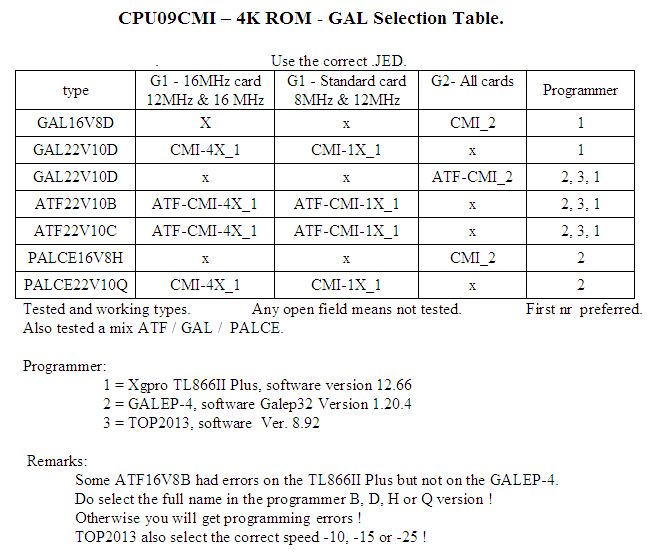 CPU09CMI – 4K ROM - GAL Selection Table.
. Use the correct .JED.
type G1 - 16MHz card 12MHz & 16 MHz G1 - Standard card 8MHz & 12MHz G2- All cards Programmer
GAL16V8D X x CMI_2 1
GAL22V10D CMI-4X_1 CMI-1X_1 x 1
GAL22V10D x x ATF-CMI_2 2, 3, 1
ATF22V10B ATF-CMI-4X_1 ATF-CMI-1X_1 x 2, 3, 1
ATF22V10C ATF-CMI-4X_1 ATF-CMI-1X_1 x 2, 3, 1
PALCE16V8H x x CMI_2 2
PALCE22V10Q CMI-4X_1 CMI-1X_1 x 2
Tested and working types. Any open field means not tested. First nr preferred.
Also tested a mix ATF / GAL / PALCE.
Programmer:
1 = Xgpro TL866II Plus, software version 12.66
2 = GALEP-4, software Galep32 Version 1.20.4
3 = TOP2013, software Ver. 8.92
Remarks:
Some ATF16V8B had errors on the TL866II Plus but not on the GALEP-4.
Do select the full name in the programmer B, D, H or Q version !
Otherwise you will get programming errors !
TOP2013 also select the correct speed -10, -15 or -25 !